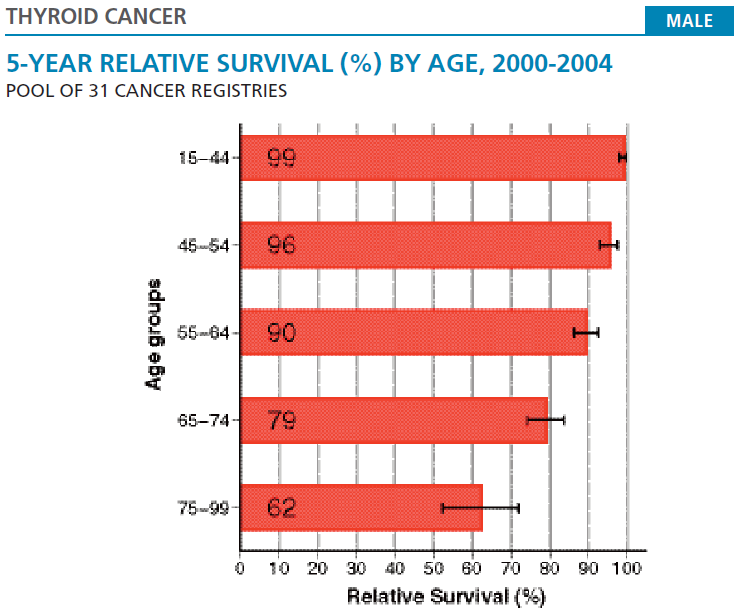 THYROID CANCER
MALE
5-YEAR RELATIVE SURVIVAL (%) BY AGE, 2000-2004
POOL OF 31 CANCER REGISTRIES
Age groups
15–44 99
45–54 96
55–64 90
65–74 79
75–99 62
0 10 20 30 40 50 60 70 80 90 100
Relative Survival (%)